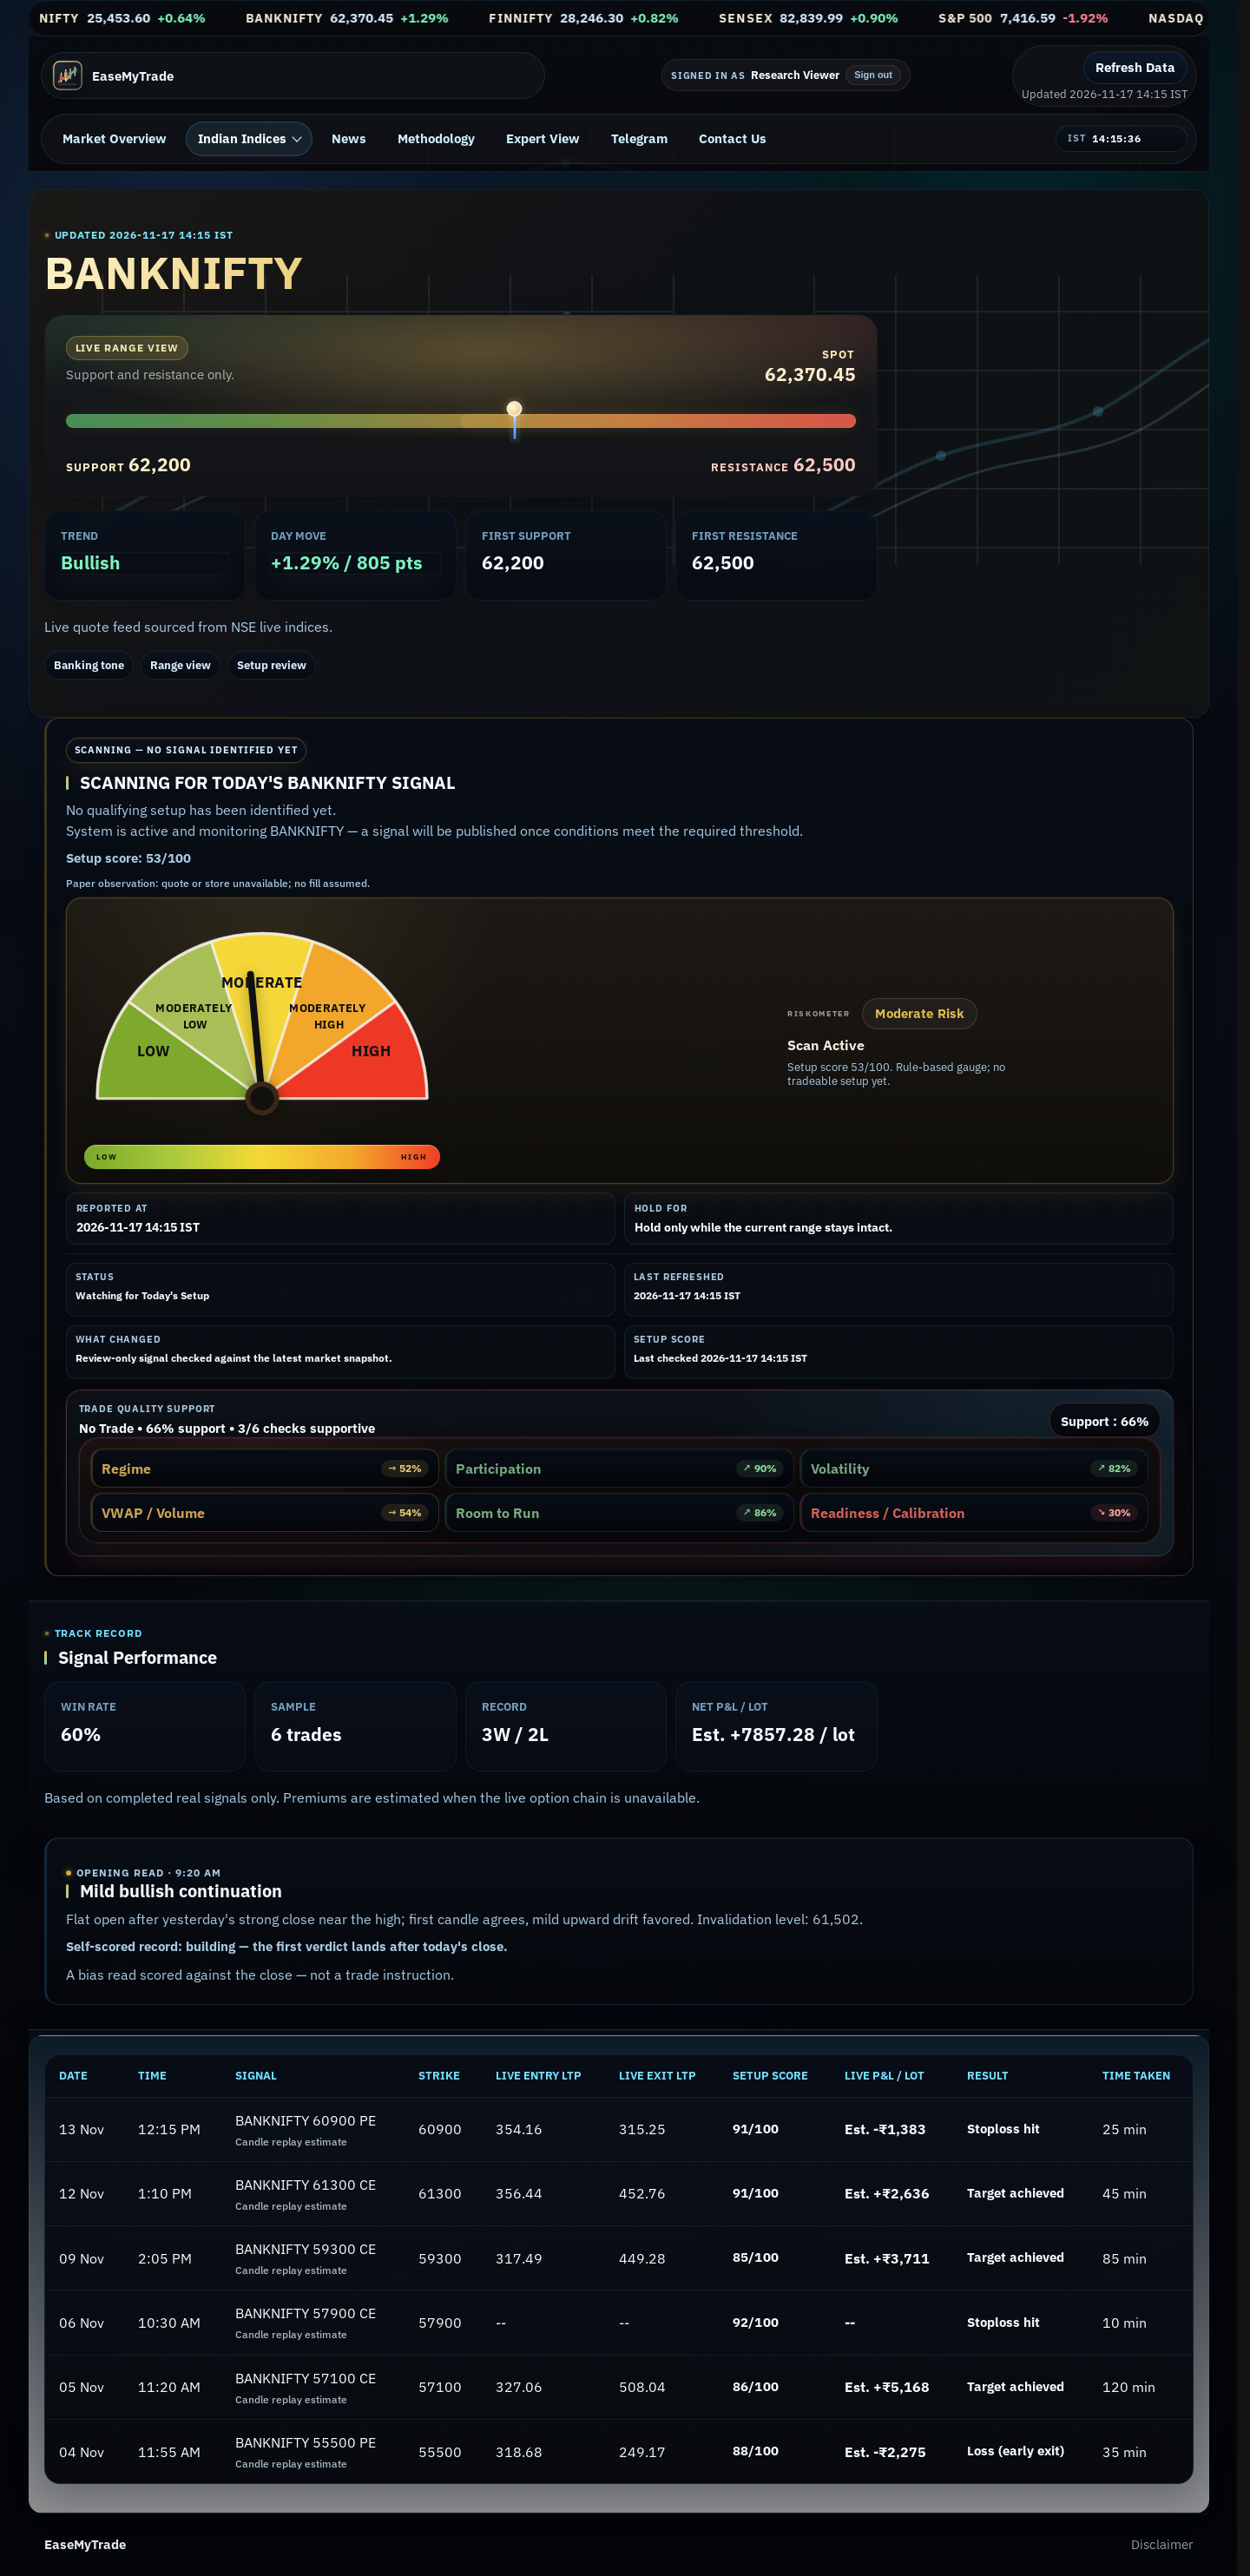 NIFTY 25,453.60 +0.64% BANKNIFTY 62,370.45 +1.29% FINNIFTY 28,246.30 +0.82% SENSEX 82,839.99 +0.90% S&P 500 7,416.59 -1.92% NASDAQ
EaseMyTrade
SIGNED IN AS Research Viewer Sign out
Refresh Data
Updated 2026-11-17 14:15 IST
Market Overview Indian Indices News Methodology Expert View Telegram Contact Us
IST 14:15:36
UPDATED 2026-11-17 14:15 IST
BANKNIFTY
LIVE RANGE VIEW
Support and resistance only.
SPOT
62,370.45
SUPPORT 62,200
RESISTANCE 62,500
TREND
Bullish
DAY MOVE
+1.29% / 805 pts
FIRST SUPPORT
62,200
FIRST RESISTANCE
62,500
Live quote feed sourced from NSE live indices.
Banking tone Range view Setup review
SCANNING — NO SIGNAL IDENTIFIED YET
SCANNING FOR TODAY'S BANKNIFTY SIGNAL
No qualifying setup has been identified yet.
System is active and monitoring BANKNIFTY — a signal will be published once conditions meet the required threshold.
Setup score: 53/100
Paper observation: quote or store unavailable; no fill assumed.
MODERATE
MODERATELY
LOW
MODERATELY
HIGH
LOW
HIGH
LOW
HIGH
RISKOMETER Moderate Risk
Scan Active
Setup score 53/100. Rule-based gauge; no
tradeable setup yet.
REPORTED AT
2026-11-17 14:15 IST
HOLD FOR
Hold only while the current range stays intact.
STATUS
Watching for Today's Setup
LAST REFRESHED
2026-11-17 14:15 IST
WHAT CHANGED
Review-only signal checked against the latest market snapshot.
SETUP SCORE
Last checked 2026-11-17 14:15 IST
TRADE QUALITY SUPPORT
No Trade • 66% support • 3/6 checks supportive
Support : 66%
Regime → 52%
Participation ↗ 90%
Volatility ↗ 82%
VWAP / Volume → 54%
Room to Run ↗ 86%
Readiness / Calibration ↘ 30%
TRACK RECORD
Signal Performance
WIN RATE
60%
SAMPLE
6 trades
RECORD
3W / 2L
NET P&L / LOT
Est. +7857.28 / lot
Based on completed real signals only. Premiums are estimated when the live option chain is unavailable.
OPENING READ · 9:20 AM
Mild bullish continuation
Flat open after yesterday's strong close near the high; first candle agrees, mild upward drift favored. Invalidation level: 61,502.
Self-scored record: building — the first verdict lands after today's close.
A bias read scored against the close — not a trade instruction.
DATE TIME SIGNAL STRIKE LIVE ENTRY LTP LIVE EXIT LTP SETUP SCORE LIVE P&L / LOT RESULT TIME TAKEN
13 Nov 12:15 PM BANKNIFTY 60900 PE 60900 354.16 315.25 91/100 Est. -₹1,383 Stoploss hit 25 min
Candle replay estimate
12 Nov 1:10 PM BANKNIFTY 61300 CE 61300 356.44 452.76 91/100 Est. +₹2,636 Target achieved 45 min
Candle replay estimate
09 Nov 2:05 PM BANKNIFTY 59300 CE 59300 317.49 449.28 85/100 Est. +₹3,711 Target achieved 85 min
Candle replay estimate
06 Nov 10:30 AM BANKNIFTY 57900 CE 57900 -- -- 92/100 -- Stoploss hit 10 min
Candle replay estimate
05 Nov 11:20 AM BANKNIFTY 57100 CE 57100 327.06 508.04 86/100 Est. +₹5,168 Target achieved 120 min
Candle replay estimate
04 Nov 11:55 AM BANKNIFTY 55500 PE 55500 318.68 249.17 88/100 Est. -₹2,275 Loss (early exit) 35 min
Candle replay estimate
EaseMyTrade
Disclaimer